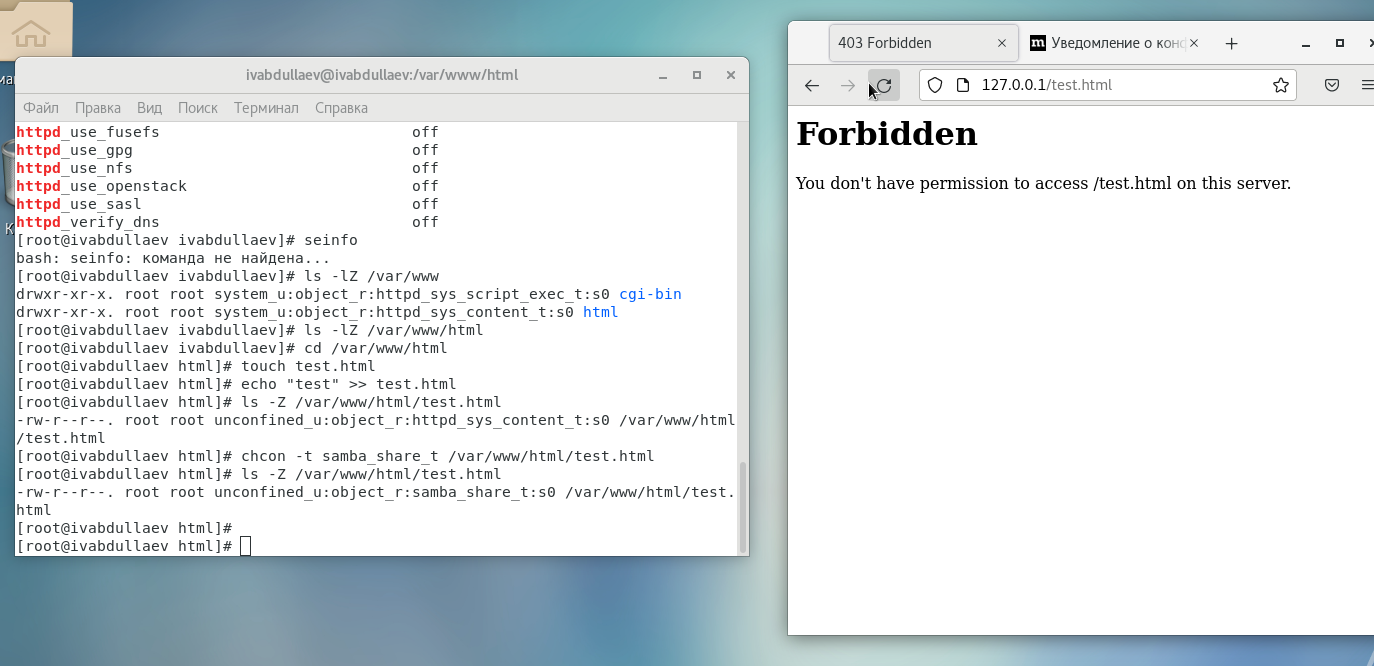 ivabdullaev@ivabdullaev:/var/www/html
Файл Правка Вид Поиск Терминал Справка
httpd_use_fusefs off
httpd_use_gpg off
httpd_use_nfs off
httpd_use_openstack off
httpd_use_sasl off
httpd_verify_dns off
[root@ivabdullaev ivabdullaev]# seinfo
bash: seinfo: команда не найдена...
[root@ivabdullaev ivabdullaev]# ls -lZ /var/www
drwxr-xr-x. root root system_u:object_r:httpd_sys_script_exec_t:s0 cgi-bin
drwxr-xr-x. root root system_u:object_r:httpd_sys_content_t:s0 html
[root@ivabdullaev ivabdullaev]# ls -lZ /var/www/html
[root@ivabdullaev ivabdullaev]# cd /var/www/html
[root@ivabdullaev html]# touch test.html
[root@ivabdullaev html]# echo "test" >> test.html
[root@ivabdullaev html]# ls -Z /var/www/html/test.html
-rw-r--r--. root root unconfined_u:object_r:httpd_sys_content_t:s0 /var/www/html
/test.html
[root@ivabdullaev html]# chcon -t samba_share_t /var/www/html/test.html
[root@ivabdullaev html]# ls -Z /var/www/html/test.html
-rw-r--r--. root root unconfined_u:object_r:samba_share_t:s0 /var/www/html/test.
html
[root@ivabdullaev html]#
[root@ivabdullaev html]#
403 Forbidden
m Уведомление о
127.0.0.1/test.html
Forbidden
You don't have permission to access /test.html on this server.